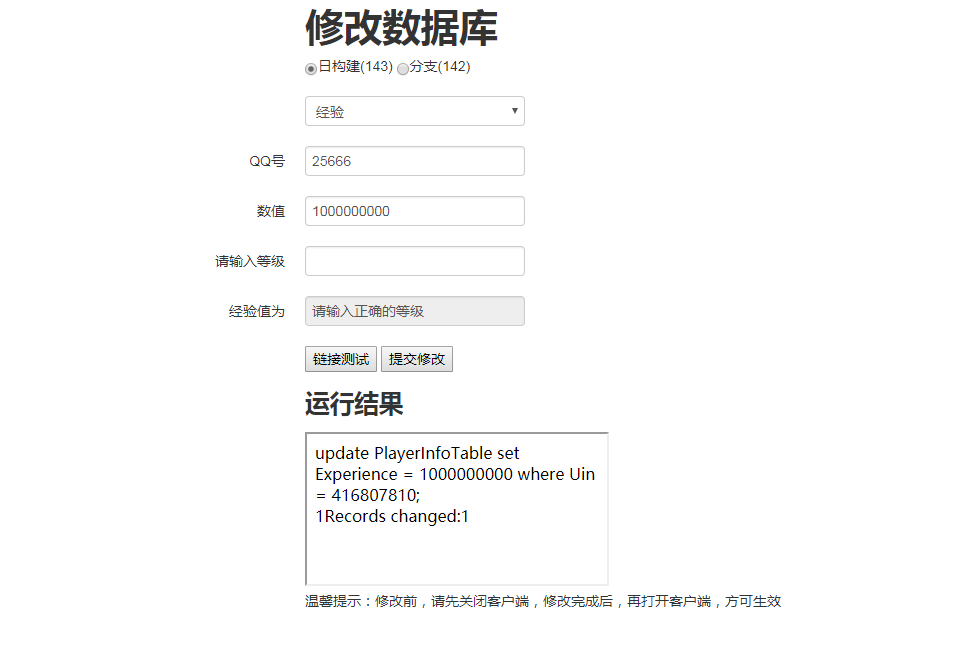 修改数据库
日构建(143) 分支(142)
经验
QQ号 25666
数值 1000000000
请输入等级
经验值为 请输入正确的等级
链接测试 提交修改
运行结果
update PlayerInfoTable set
Experience = 1000000000 where Uin
= 416807810;
1Records changed:1
温馨提示：修改前，请先关闭客户端，修改完成后，再打开客户端，方可生效